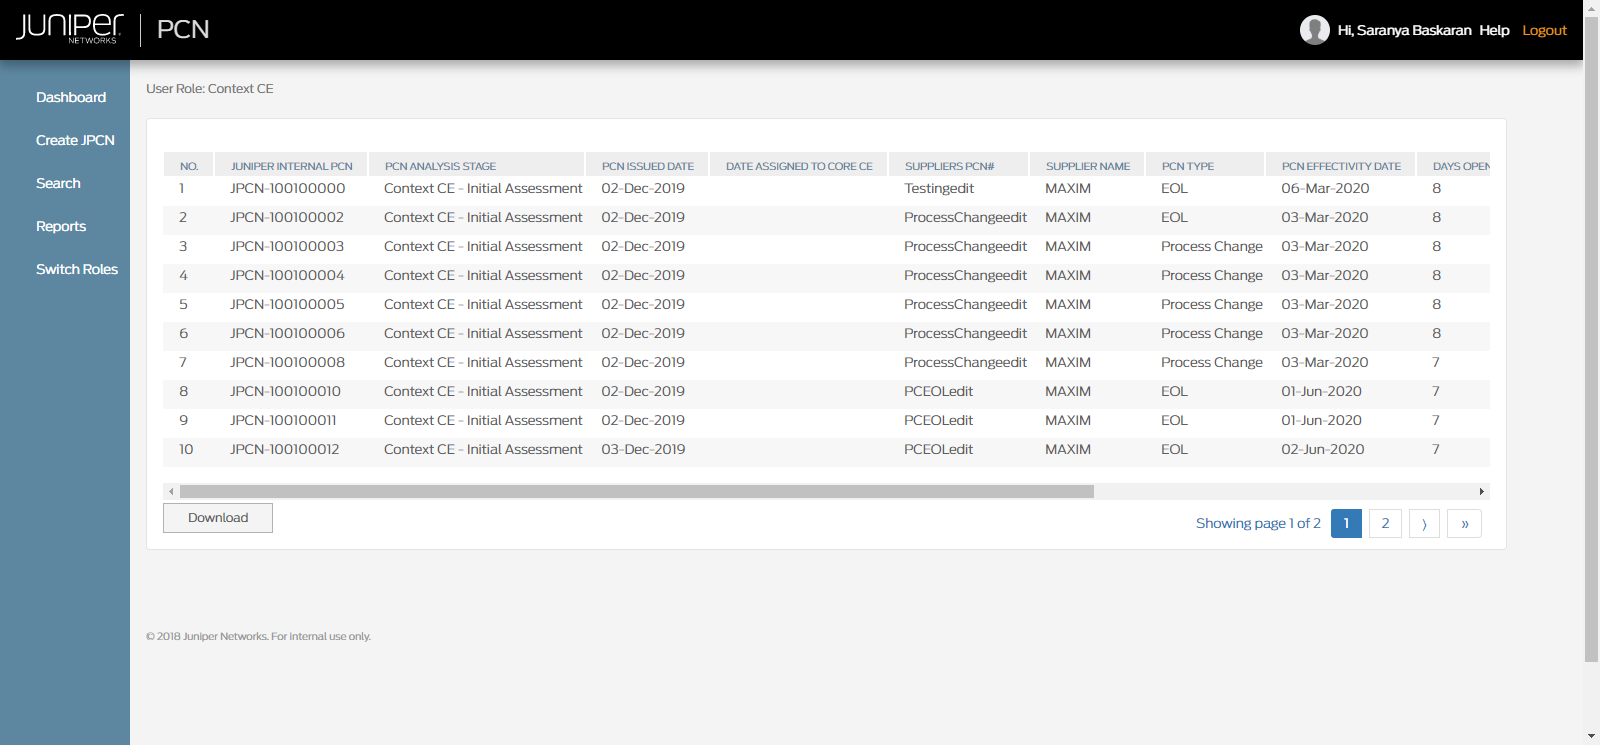 JUNIPER NETWORKS PCN Hi, Saranya Baskaran Help Logout
Dashboard
Create JPCN
Search
Reports
Switch Roles
User Role: Context CE
NO. JUNIPER INTERNAL PCN PCN ANALYSIS STAGE PCN ISSUED DATE DATE ASSIGNED TO CORE CE SUPPLIERS PCN# SUPPLIER NAME PCN TYPE PCN EFFECTIVITY DATE DAYS OPEN
1 JPCN-100100000 Context CE - Initial Assessment 02-Dec-2019 Testingedit MAXIM EOL 06-Mar-2020 8
2 JPCN-100100002 Context CE - Initial Assessment 02-Dec-2019 ProcessChangeedit MAXIM EOL 03-Mar-2020 8
3 JPCN-100100003 Context CE - Initial Assessment 02-Dec-2019 ProcessChangeedit MAXIM Process Change 03-Mar-2020 8
4 JPCN-100100004 Context CE - Initial Assessment 02-Dec-2019 ProcessChangeedit MAXIM Process Change 03-Mar-2020 8
5 JPCN-100100005 Context CE - Initial Assessment 02-Dec-2019 ProcessChangeedit MAXIM Process Change 03-Mar-2020 8
6 JPCN-100100006 Context CE - Initial Assessment 02-Dec-2019 ProcessChangeedit MAXIM Process Change 03-Mar-2020 8
7 JPCN-100100008 Context CE - Initial Assessment 02-Dec-2019 ProcessChangeedit MAXIM Process Change 03-Mar-2020 7
8 JPCN-100100010 Context CE - Initial Assessment 02-Dec-2019 PCEOLedit MAXIM EOL 01-Jun-2020 7
9 JPCN-100100011 Context CE - Initial Assessment 02-Dec-2019 PCEOLedit MAXIM EOL 01-Jun-2020 7
10 JPCN-100100012 Context CE - Initial Assessment 03-Dec-2019 PCEOLedit MAXIM EOL 02-Jun-2020 7
Download Showing page 1 of 2 1 2 ⟩ »
© 2018 Juniper Networks. For internal use only.